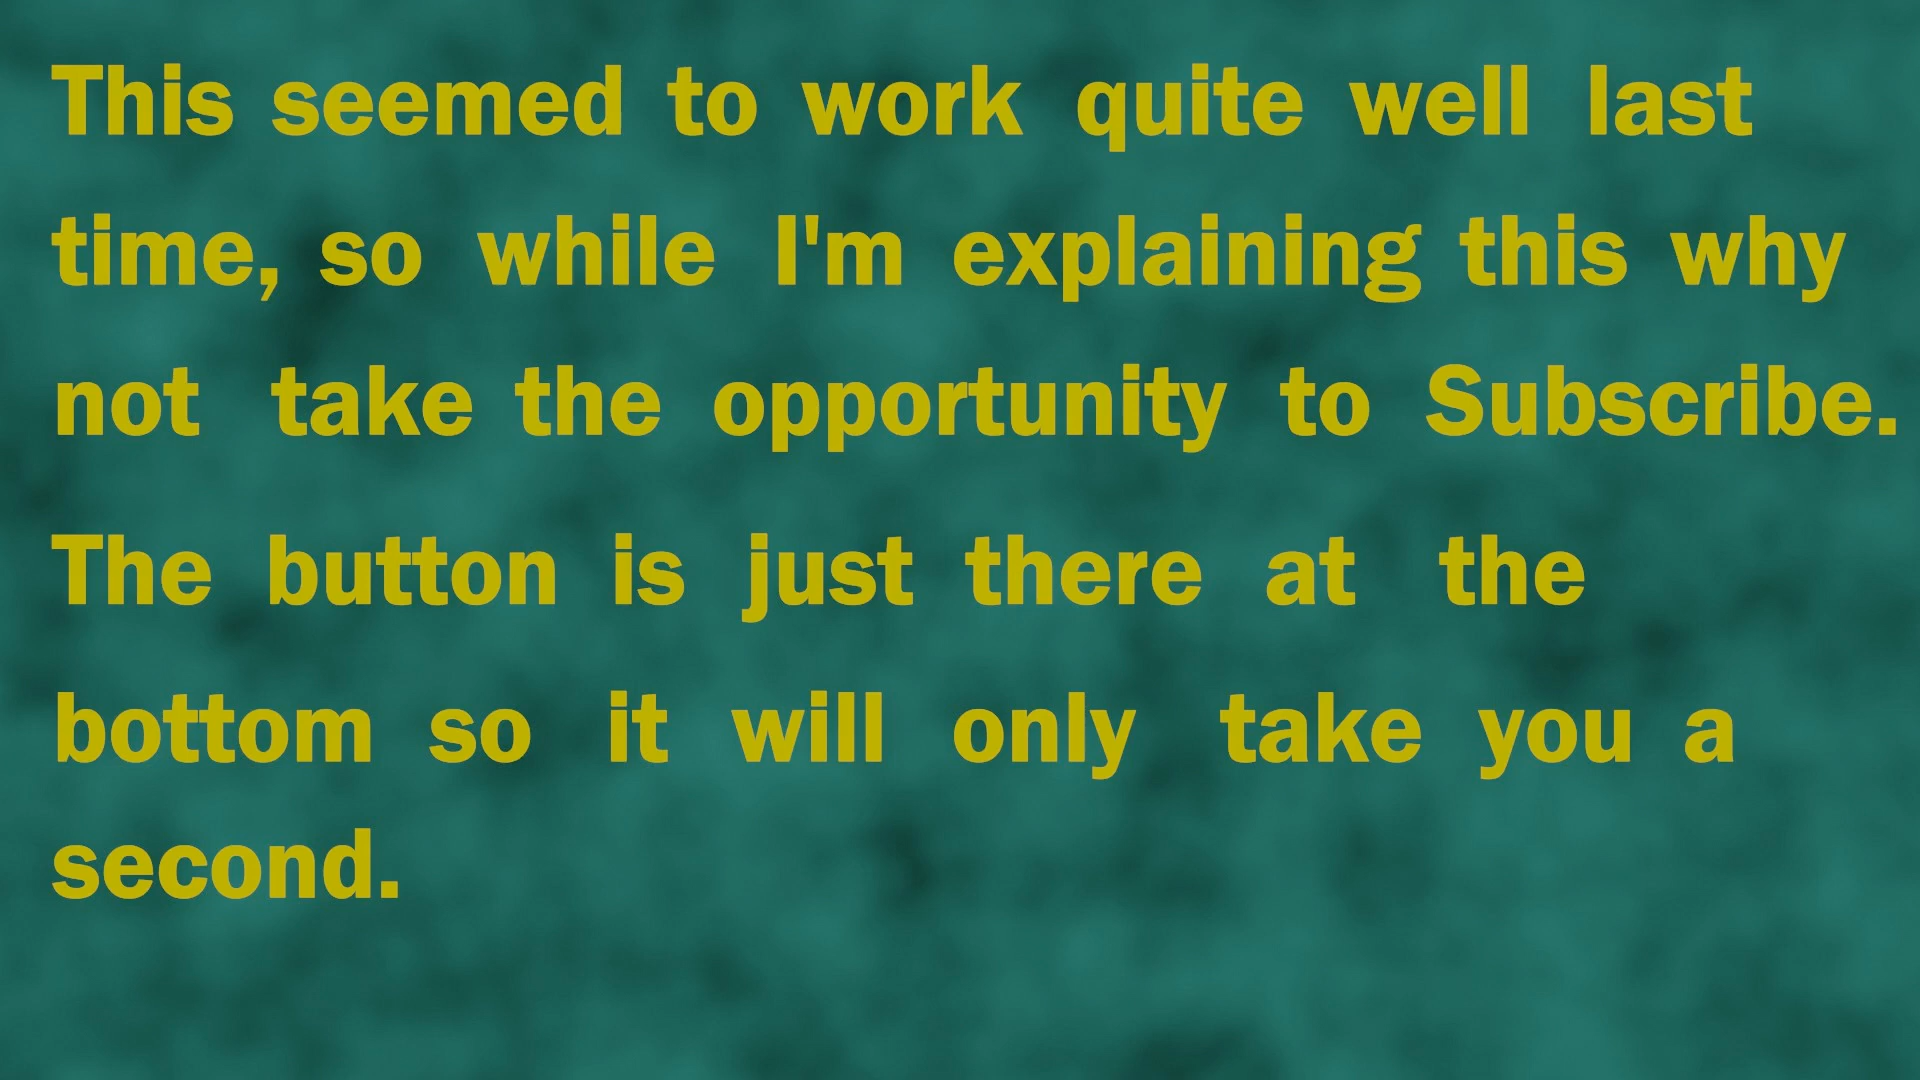 This seemed to work quite well last
time, so while I'm explaining this why
not take the opportunity to Subscribe.
The button is just there at the
bottom so it will only take you a
second.